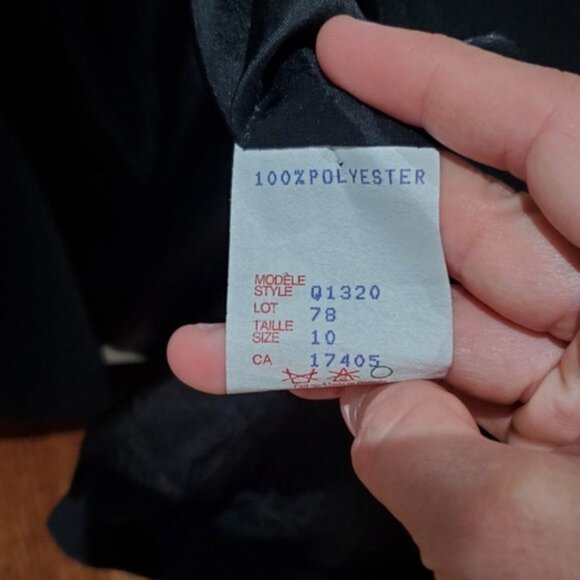 100%POLYESTER
MODÈLE
STYLE Q1320
LOT 78
TAILLE
SIZE 10
CA 17405